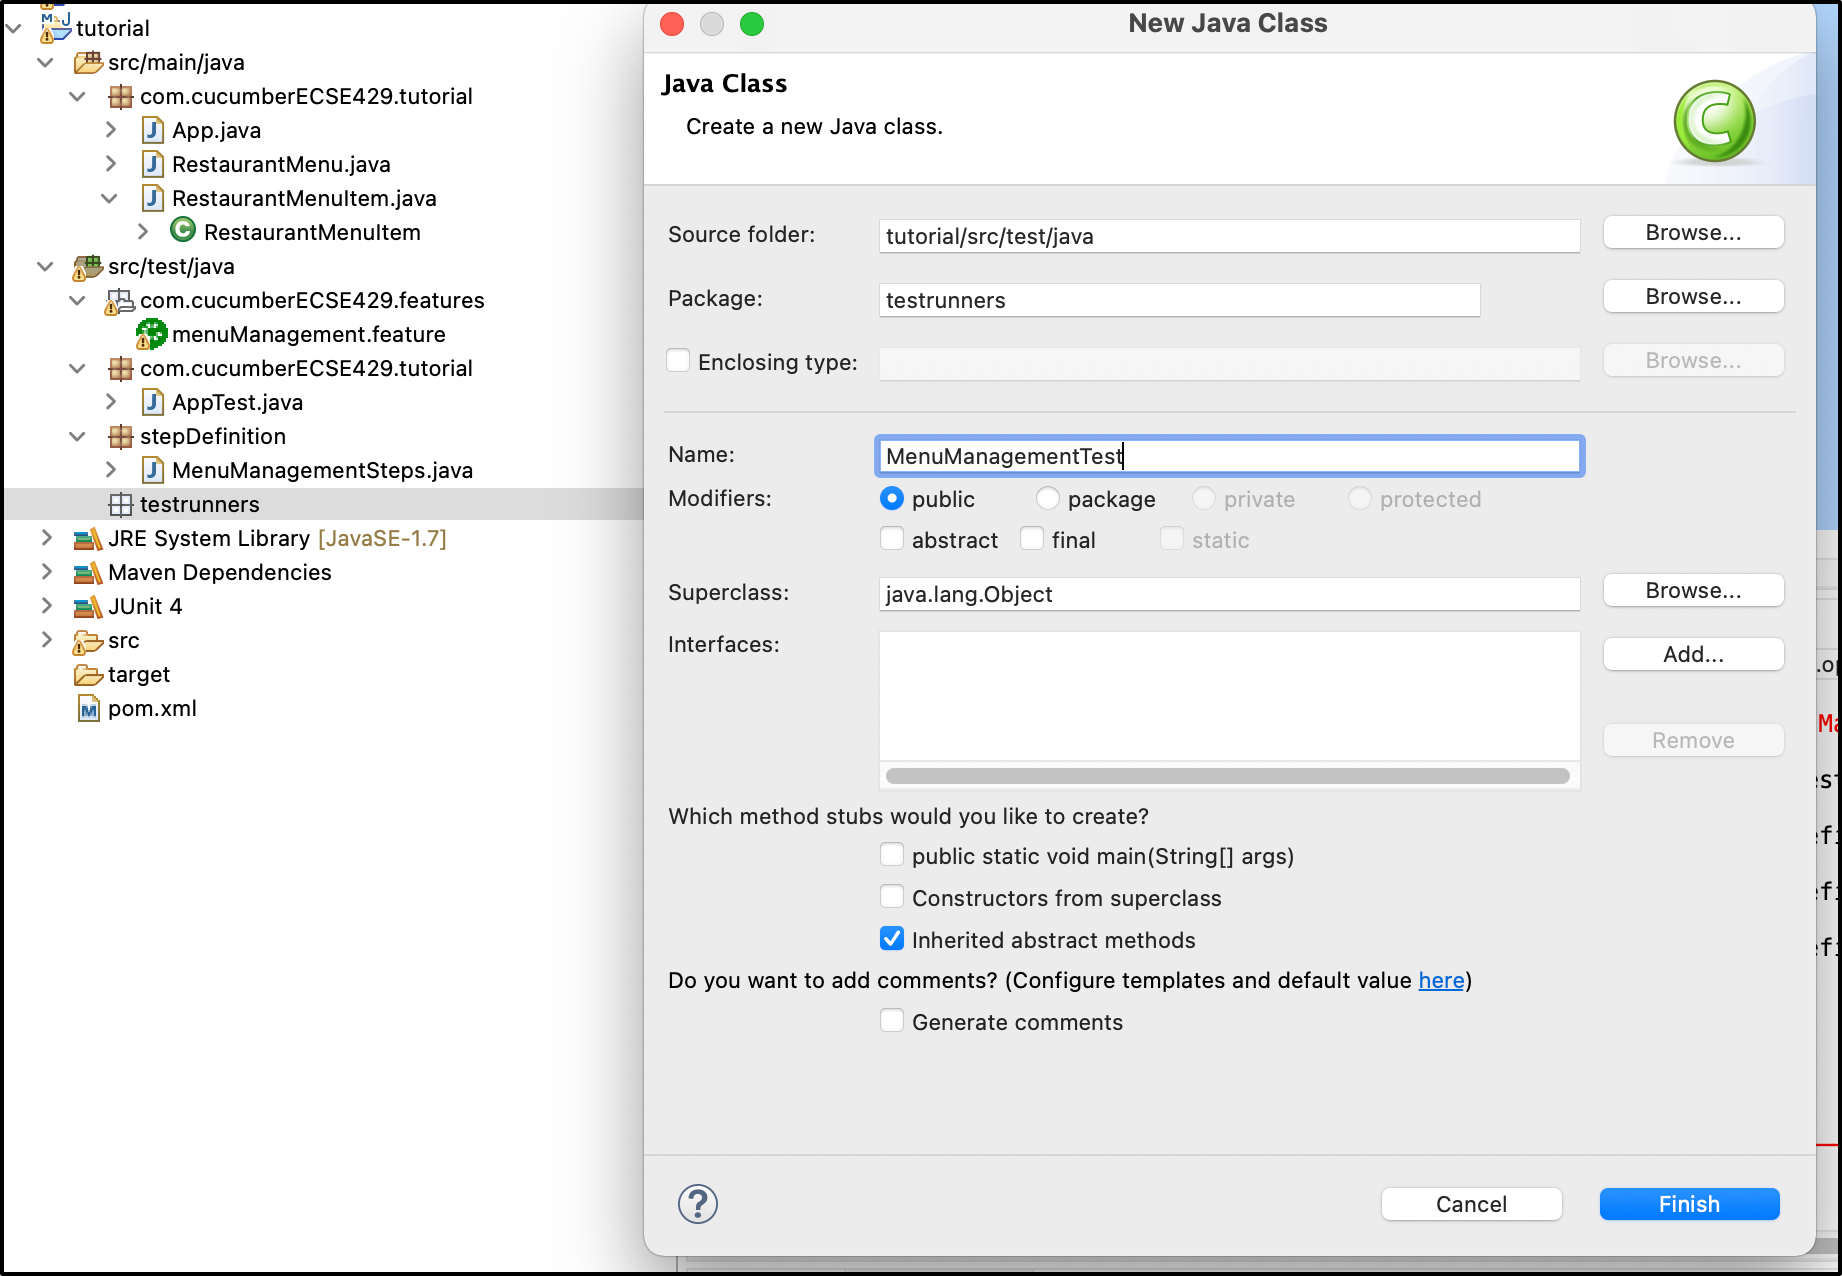 tutorial
src/main/java
com.cucumberECSE429.tutorial
App.java
RestaurantMenu.java
RestaurantMenuItem.java
RestaurantMenuItem
src/test/java
com.cucumberECSE429.features
menuManagement.feature
com.cucumberECSE429.tutorial
AppTest.java
stepDefinition
MenuManagementSteps.java
testrunners
JRE System Library [JavaSE-1.7]
Maven Dependencies
JUnit 4
src
target
pom.xml
New Java Class
Java Class
Create a new Java class.
Source folder: tutorial/src/test/java Browse...
Package: testrunners Browse...
Enclosing type: Browse...
Name: MenuManagementTest
Modifiers: public package private protected
abstract final static
Superclass: java.lang.Object Browse...
Interfaces: Add...
Remove
Which method stubs would you like to create?
public static void main(String[] args)
Constructors from superclass
Inherited abstract methods
Do you want to add comments? (Configure templates and default value here)
Generate comments
? Cancel Finish